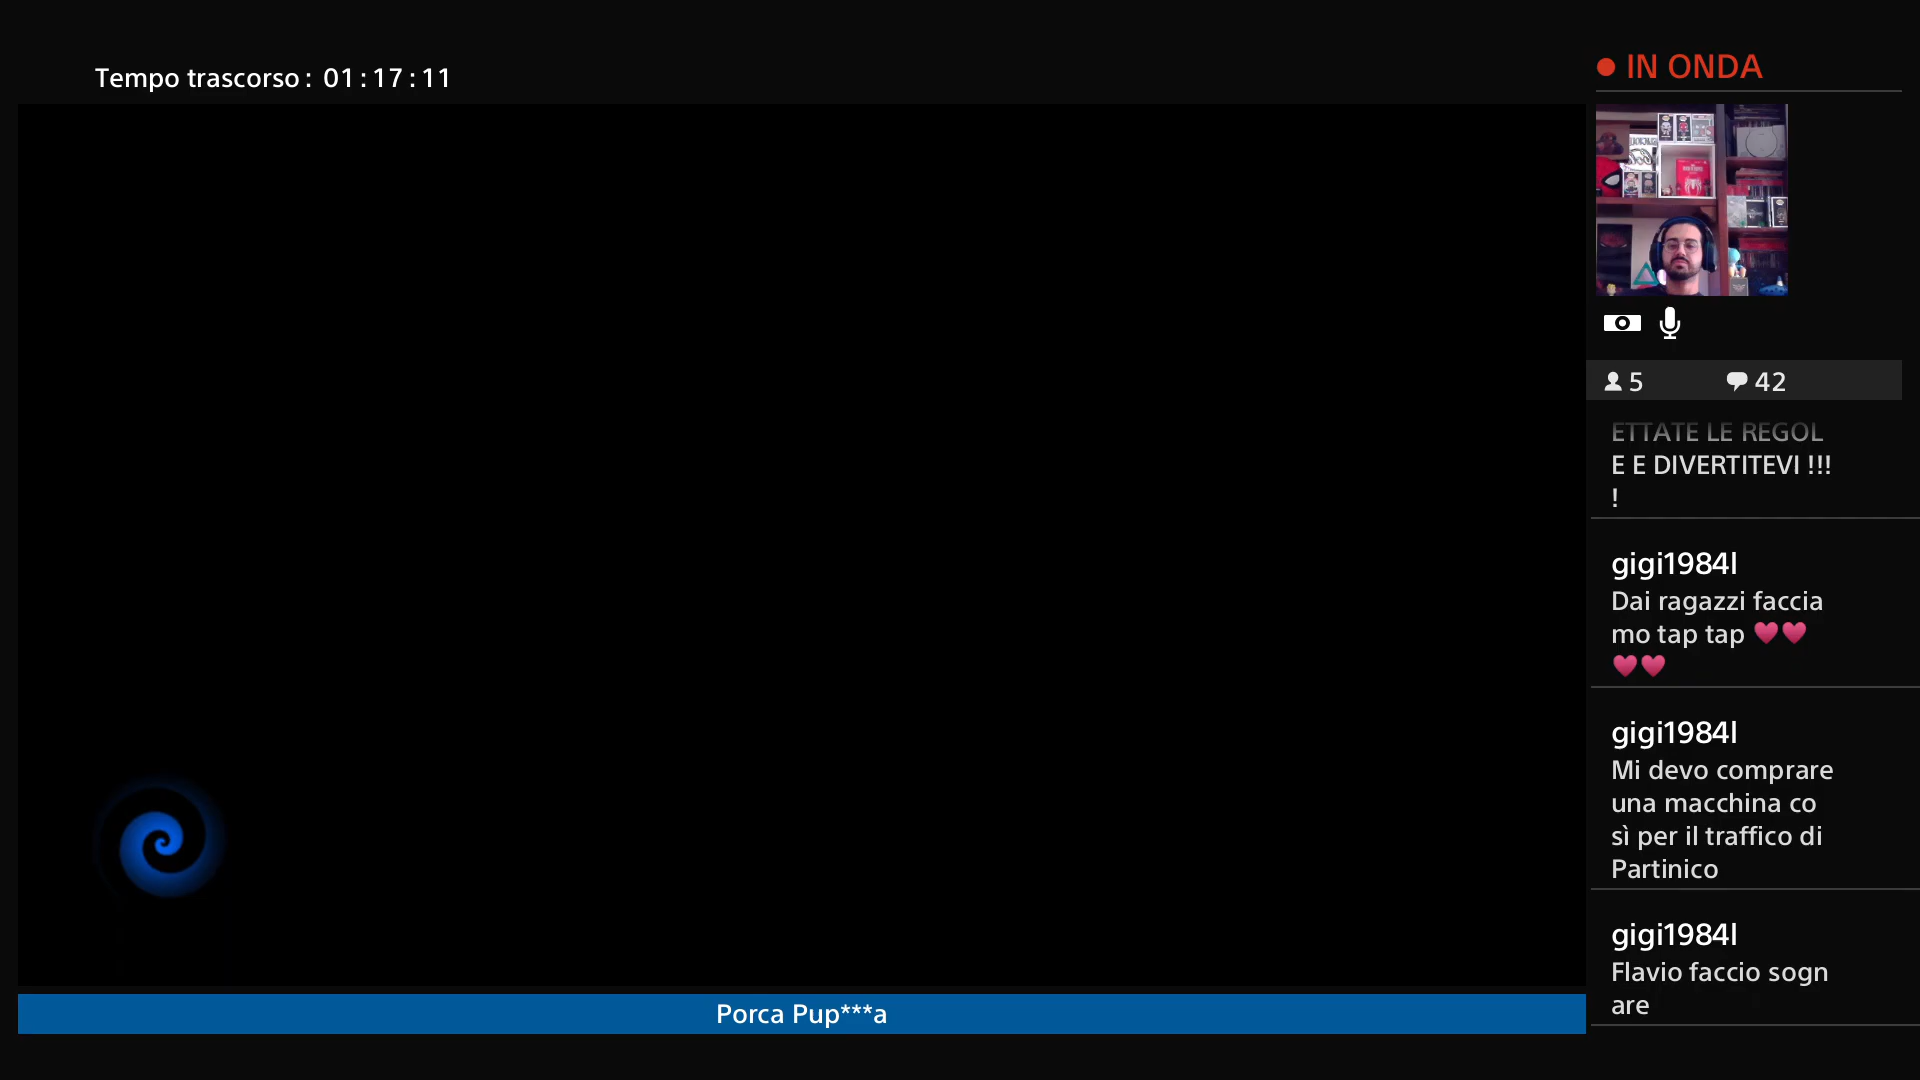 Tempo trascorso: 01:17:11
IN ONDA
5 42
ETTATE LE REGOL
E E DIVERTITEVI !!!
!
gigi1984l
Dai ragazzi faccia
mo tap tap ♥♥
♥♥
gigi1984l
Mi devo comprare
una macchina co
sì per il traffico di
Partinico
gigi1984l
Flavio faccio sogn
are
Porca Pup***a